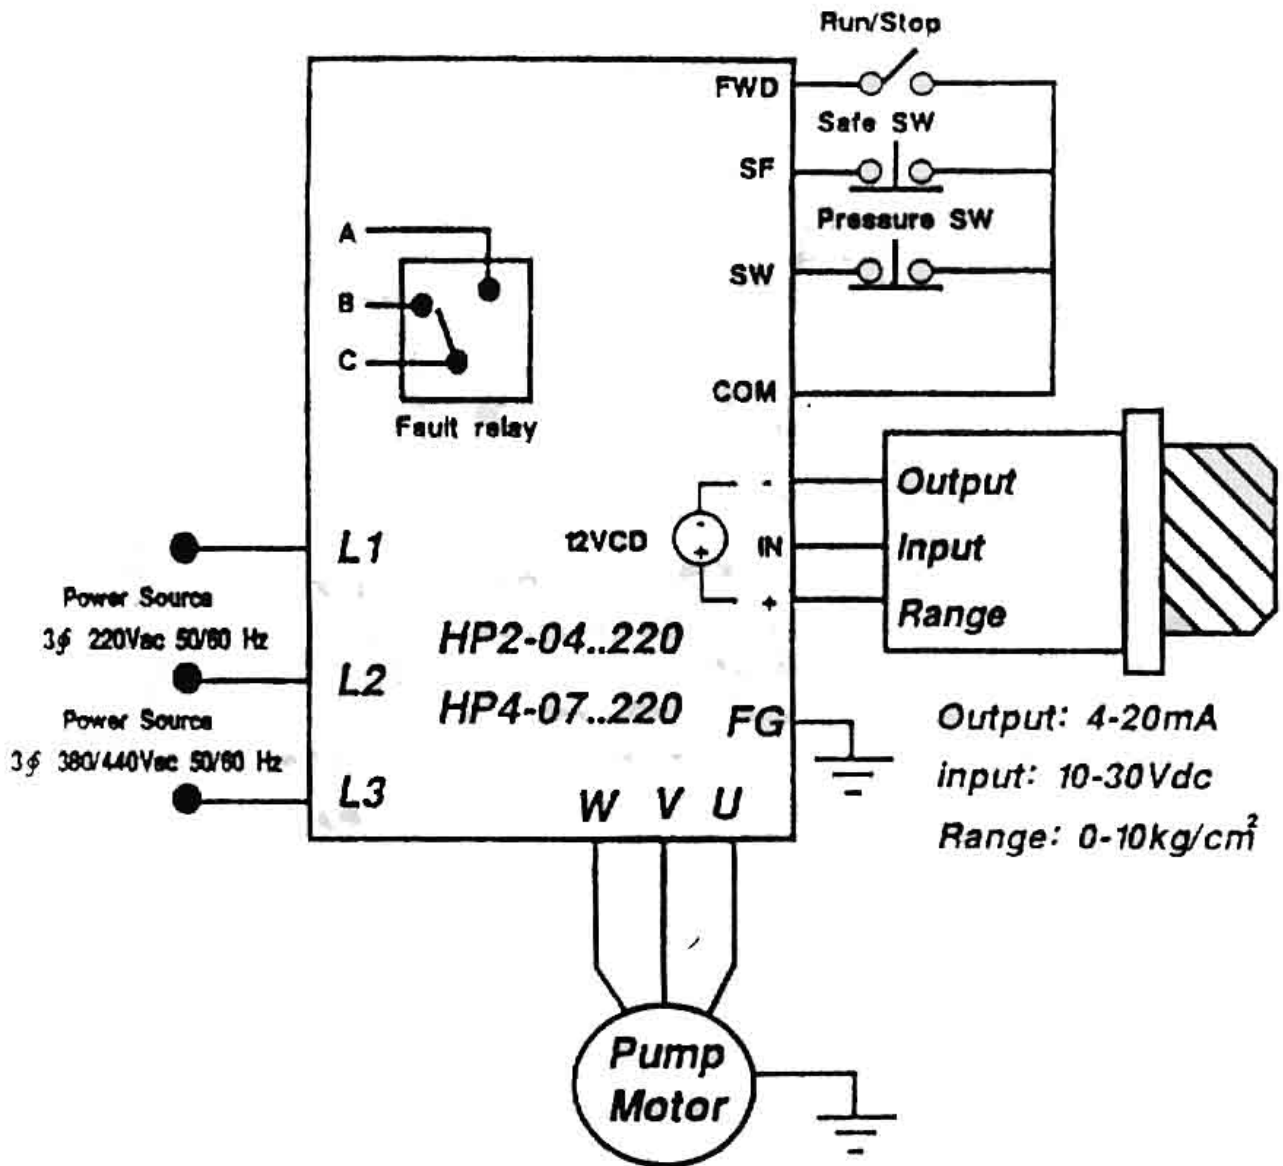 Run/Stop
FWD
Safe SW
SF
Pressure SW
SW
COM
A
B
C
Fault relay
-
Output
12VCD
-
+
IN
Input
+
Range
L1
Power Source
3∮ 220Vac 50/60 Hz
L2
Power Source
3∮ 380/440Vac 50/60 Hz
L3
HP2-04..220
HP4-07..220
FG
W V U
Output: 4-20mA
input: 10-30Vdc
Range: 0-10kg/cm²
Pump
Motor